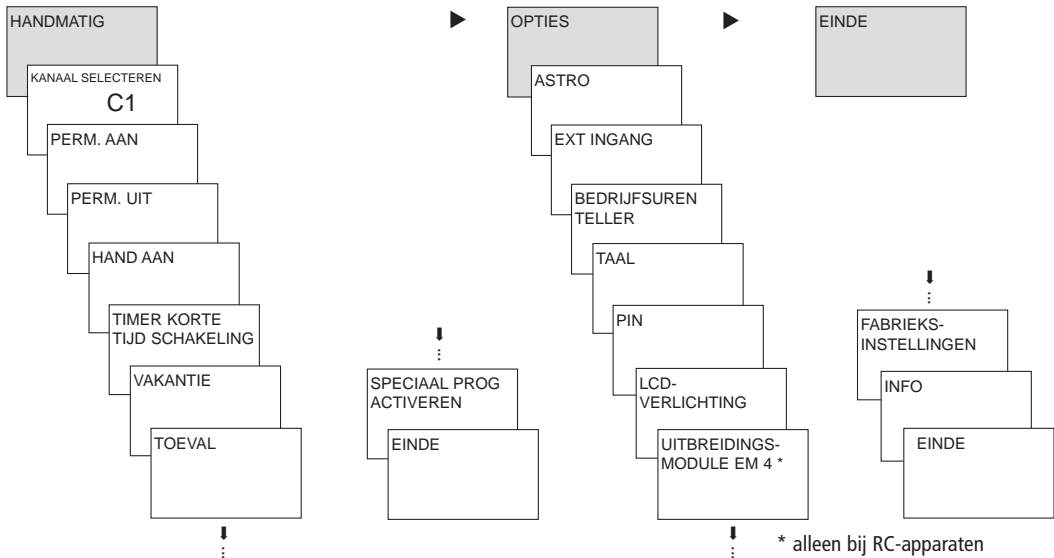 HANDMATIG
KANAAL SELECTEREN
C1
PERM. AAN
PERM. UIT
HAND AAN
TIMER KORTE
TIJD SCHAKELING
VAKANTIE
TOEVAL
SPECIAAL PROG
ACTIVEREN
EINDE
OPTIES
ASTRO
EXT INGANG
BEDRIJFSUREN
TELLER
TAAL
PIN
LCD-
VERLICHTING
UITBREIDINGS-
MODULE EM 4 *
FABRIEKS-
INSTELLINGEN
INFO
EINDE
EINDE
* alleen bij RC-apparaten